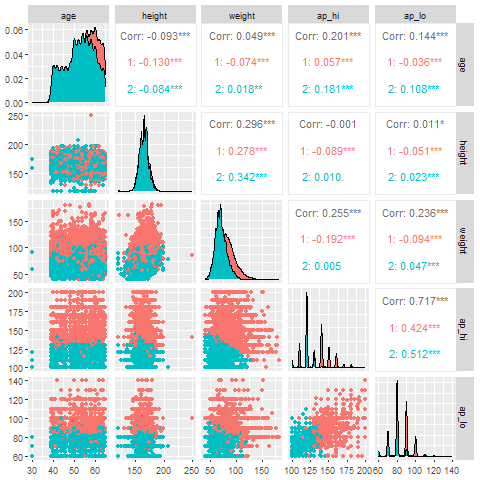 age height weight ap_hi ap_lo
0.06 Corr: -0.093*** Corr: 0.049*** Corr: 0.201*** Corr: 0.144*** age
0.04 1: -0.130*** 1: -0.074*** 1: 0.057*** 1: -0.036***
0.02 2: -0.084*** 2: 0.018** 2: 0.181*** 2: 0.108***
0.00
250 Corr: 0.296*** Corr: -0.001 Corr: 0.011* height
200 1: 0.278*** 1: -0.089*** 1: -0.051***
150 2: 0.342*** 2: 0.010. 2: 0.023***
Corr: 0.255*** Corr: 0.236*** weight
150 1: -0.192*** 1: -0.094***
100 2: 0.005 2: 0.047***
50
200 Corr: 0.717*** ap_hi
175 1: 0.424***
150 2: 0.512***
125
100
140 ap_lo
120
100
80
60
30 40 50 60 150 200 250 50 100 150 100 125 150 175 200 60 80 100 120 140